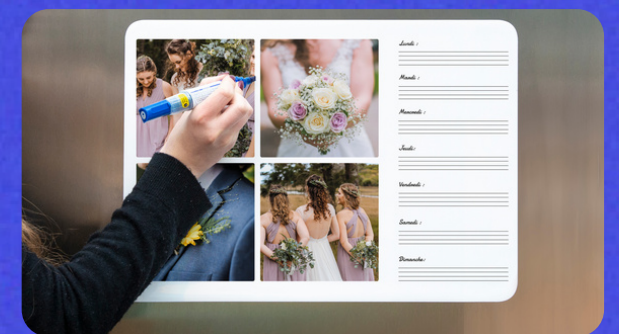 Lundi :
Mardi :
Mercredi :
Jeudi:
Vendredi :
Samedi :
Dimanche: